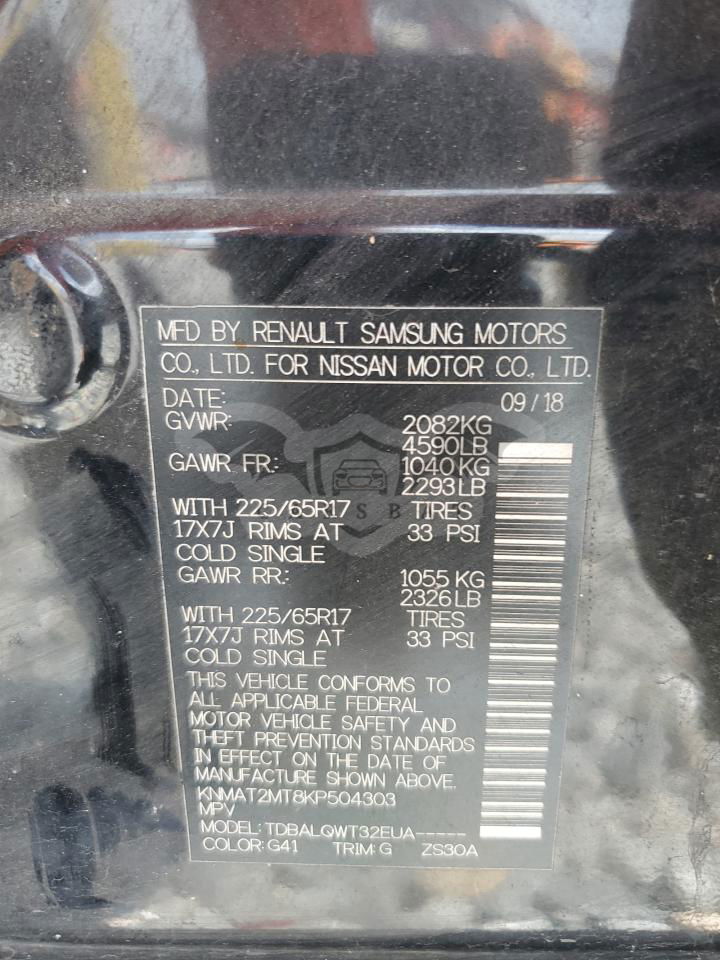 MFD BY RENAULT SAMSUNG MOTORS
CO., LTD. FOR NISSAN MOTOR CO., LTD.
DATE: 09 / 18
GVWR: 2082KG
4590LB
GAWR FR.: 1040KG
2293LB
WITH 225/65R17 TIRES
17X7J RIMS AT 33 PSI
COLD SINGLE
GAWR RR.: 1055KG
2326LB
WITH 225/65R17 TIRES
17X7J RIMS AT 33 PSI
COLD SINGLE
THIS VEHICLE CONFORMS TO
ALL APPLICABLE FEDERAL
MOTOR VEHICLE SAFETY AND
THEFT PREVENTION STANDARDS
IN EFFECT ON THE DATE OF
MANUFACTURE SHOWN ABOVE.
KNMAT2MT8KP504303
MPV
MODEL: TDBALQWT32EUA-----
COLOR: G41 TRIM: G ZS30A